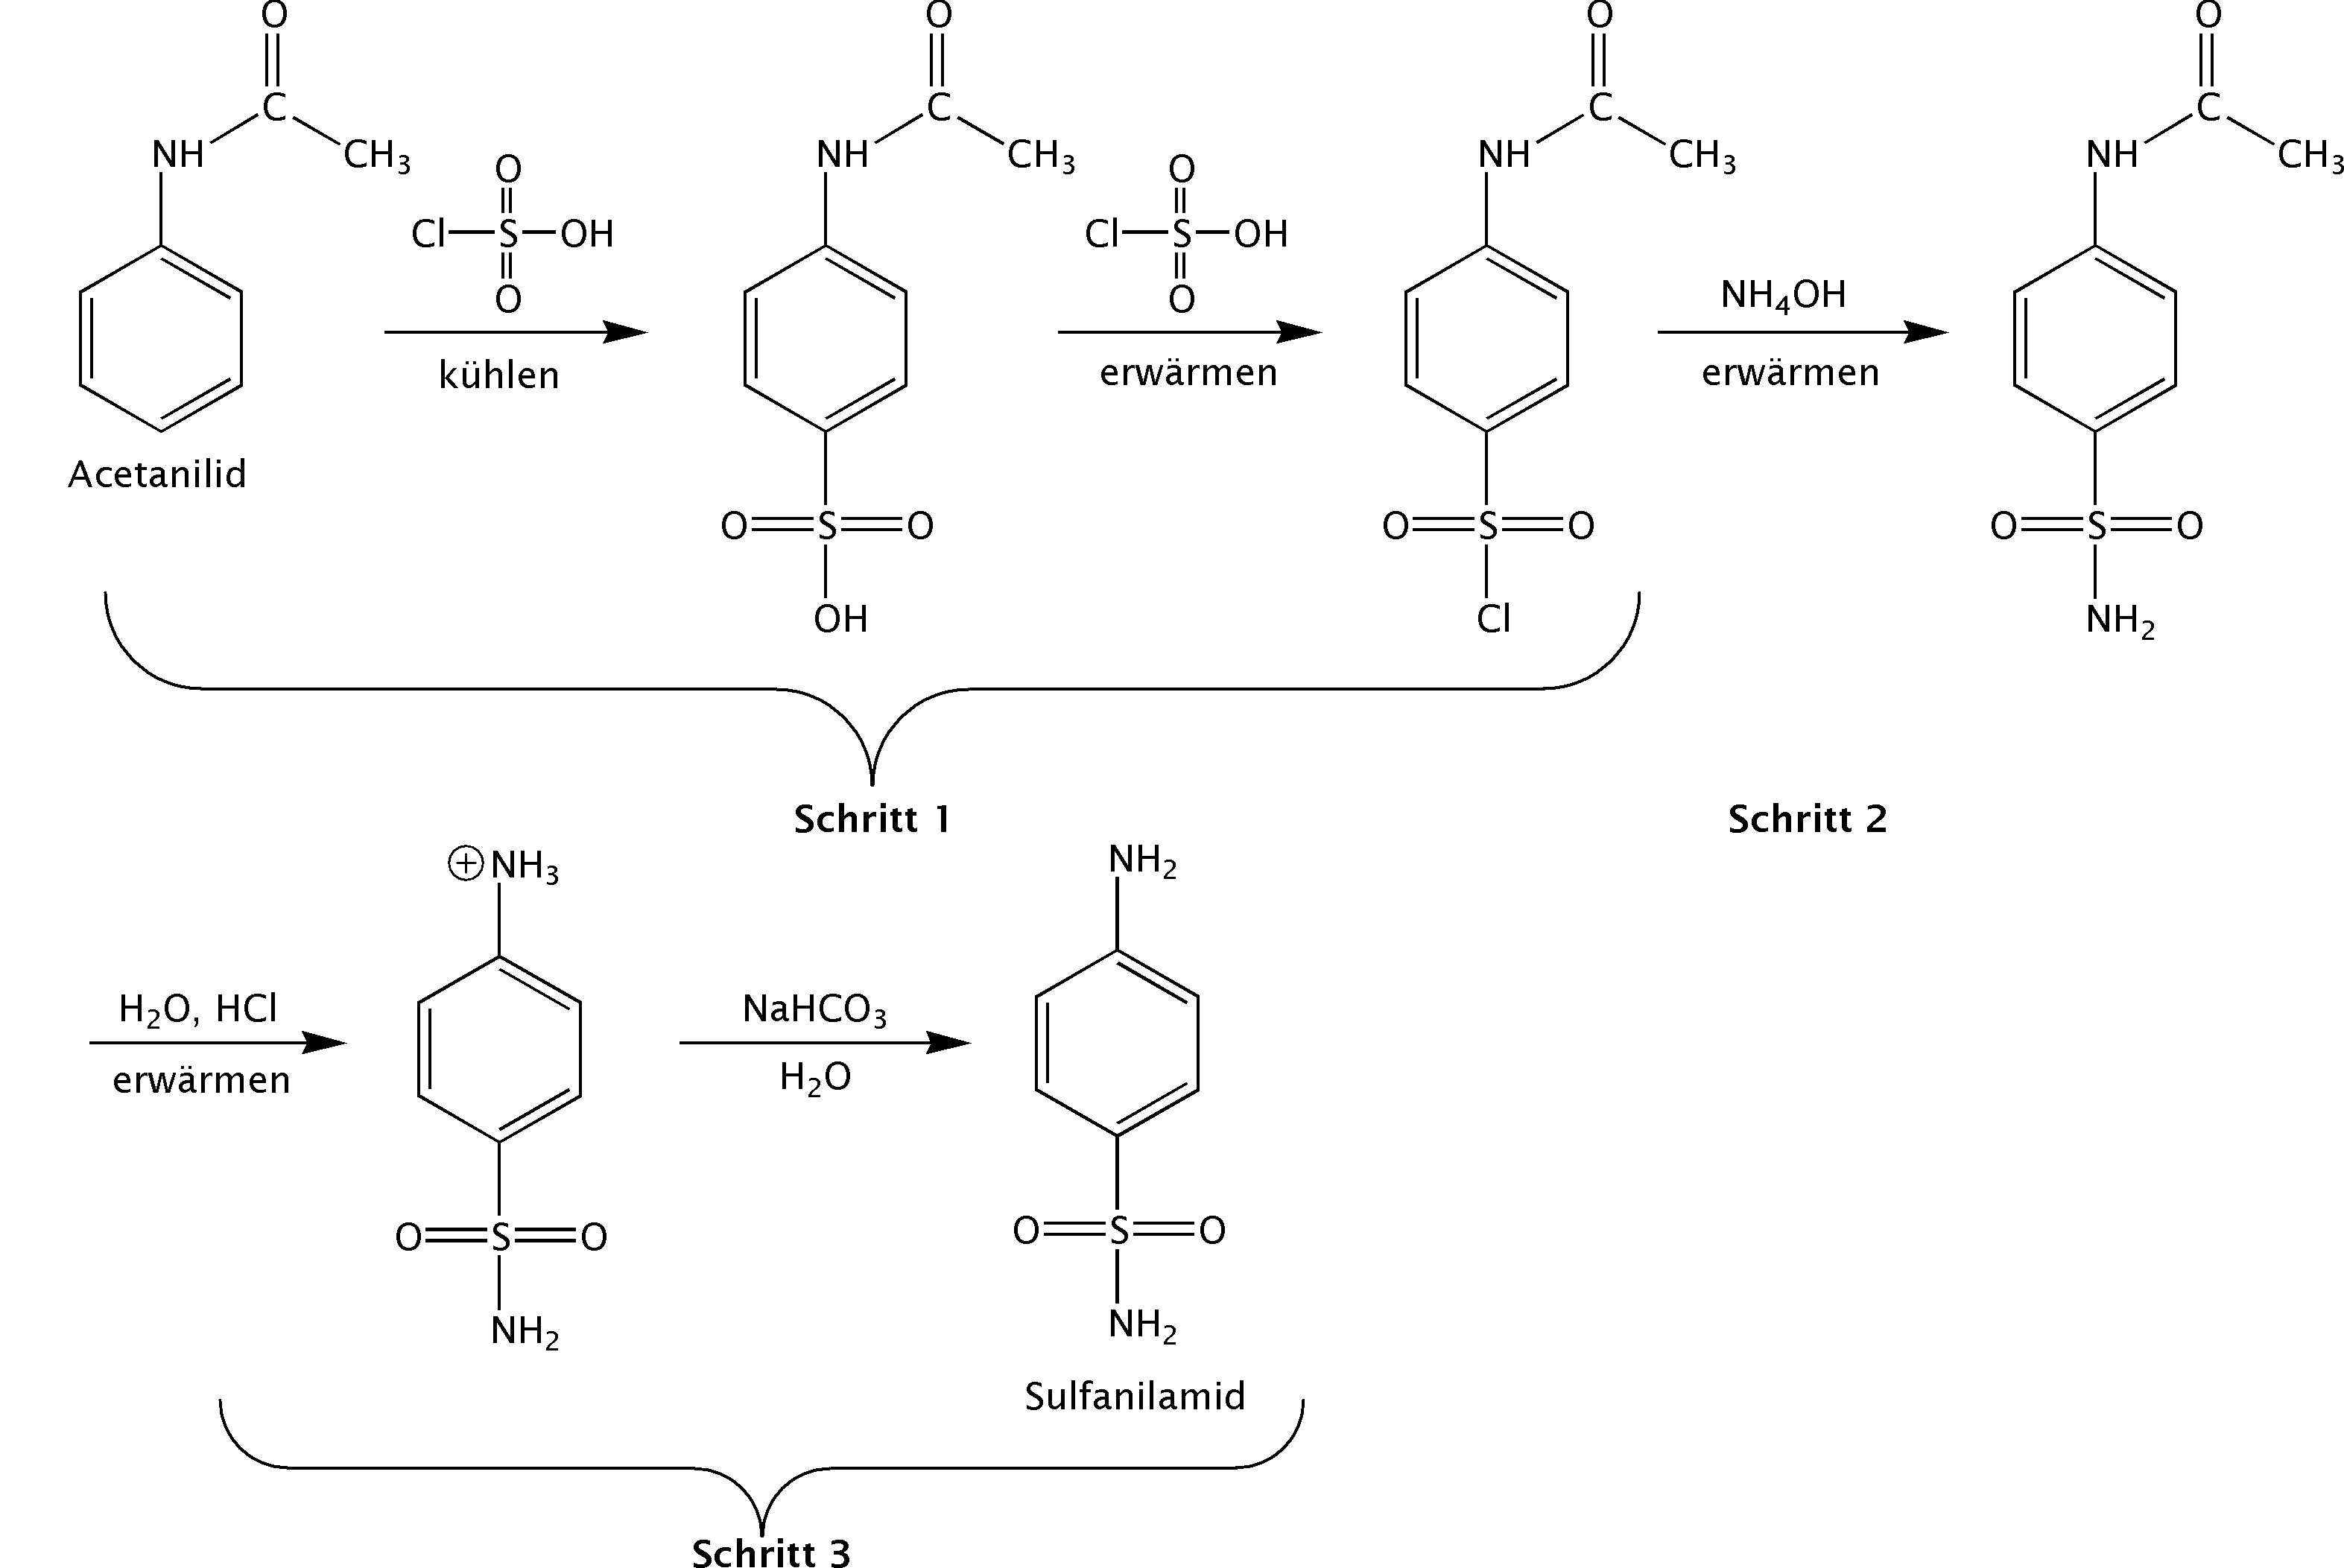 O
C
NH
CH3
O
Cl
S
OH
O
kühlen
Acetanilid
O
C
NH
CH3
O
S
O
OH
O
Cl
S
OH
O
erwärmen
O
C
NH
CH3
O
S
O
Cl
NH4OH
erwärmen
O
C
NH
CH3
O
S
O
NH2
Schritt 1
Schritt 2
H2O, HCl
erwärmen
+NH3
O
S
O
NH2
NaHCO3
H2O
NH2
O
S
O
NH2
Sulfanilamid
Schritt 3